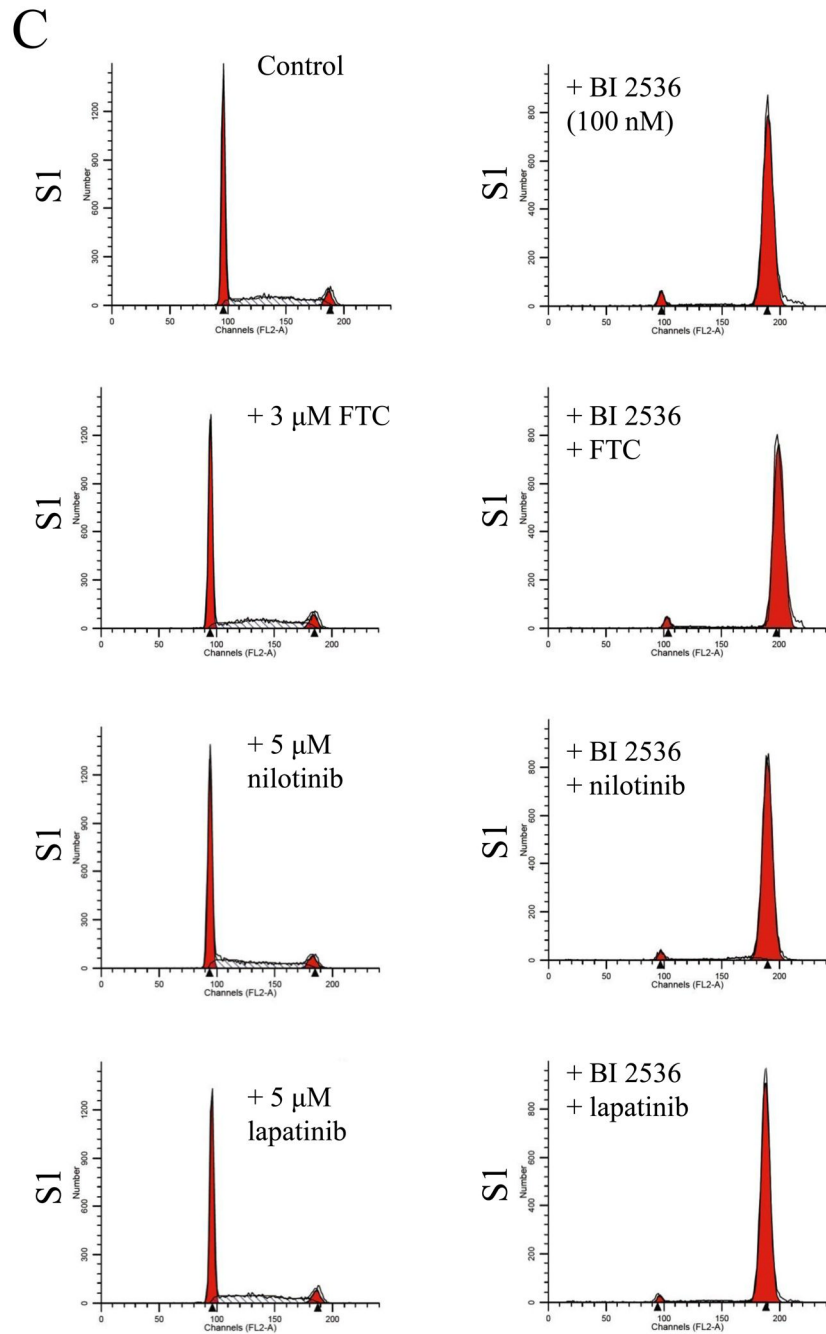 C
Control
S1
Number
1200
900
600
300
0
0 50 100 150 200
Channels (FL2-A)
+ BI 2536
(100 nM)
S1
Number
800
600
400
200
0
0 50 100 150 200
Channels (FL2-A)
+ 3 μM FTC
S1
Number
1200
900
600
300
0
0 50 100 150 200
Channels (FL2-A)
+ BI 2536
+ FTC
S1
Number
800
600
400
200
0
0 50 100 150 200
Channels (FL2-A)
+ 5 μM
nilotinib
S1
Number
1200
900
600
300
0
0 50 100 150 200
Channels (FL2-A)
+ BI 2536
+ nilotinib
S1
Number
800
600
400
200
0
0 50 100 150 200
Channels (FL2-A)
+ 5 μM
lapatinib
S1
Number
1200
900
600
300
0
0 50 100 150 200
Channels (FL2-A)
+ BI 2536
+ lapatinib
S1
Number
800
600
400
200
0
0 50 100 150 200
Channels (FL2-A)